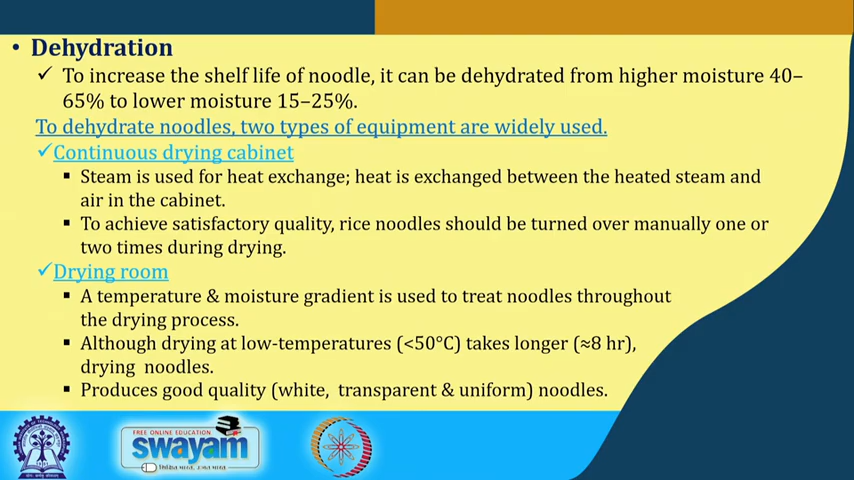 • Dehydration
✓ To increase the shelf life of noodle, it can be dehydrated from higher moisture 40–
65% to lower moisture 15–25%.
To dehydrate noodles, two types of equipment are widely used.
✓Continuous drying cabinet
▪ Steam is used for heat exchange; heat is exchanged between the heated steam and
air in the cabinet.
▪ To achieve satisfactory quality, rice noodles should be turned over manually one or
two times during drying.
✓Drying room
▪ A temperature & moisture gradient is used to treat noodles throughout
the drying process.
▪ Although drying at low-temperatures (<50°C) takes longer (≈8 hr),
drying noodles.
▪ Produces good quality (white, transparent & uniform) noodles.
FREE ONLINE EDUCATION
swayam